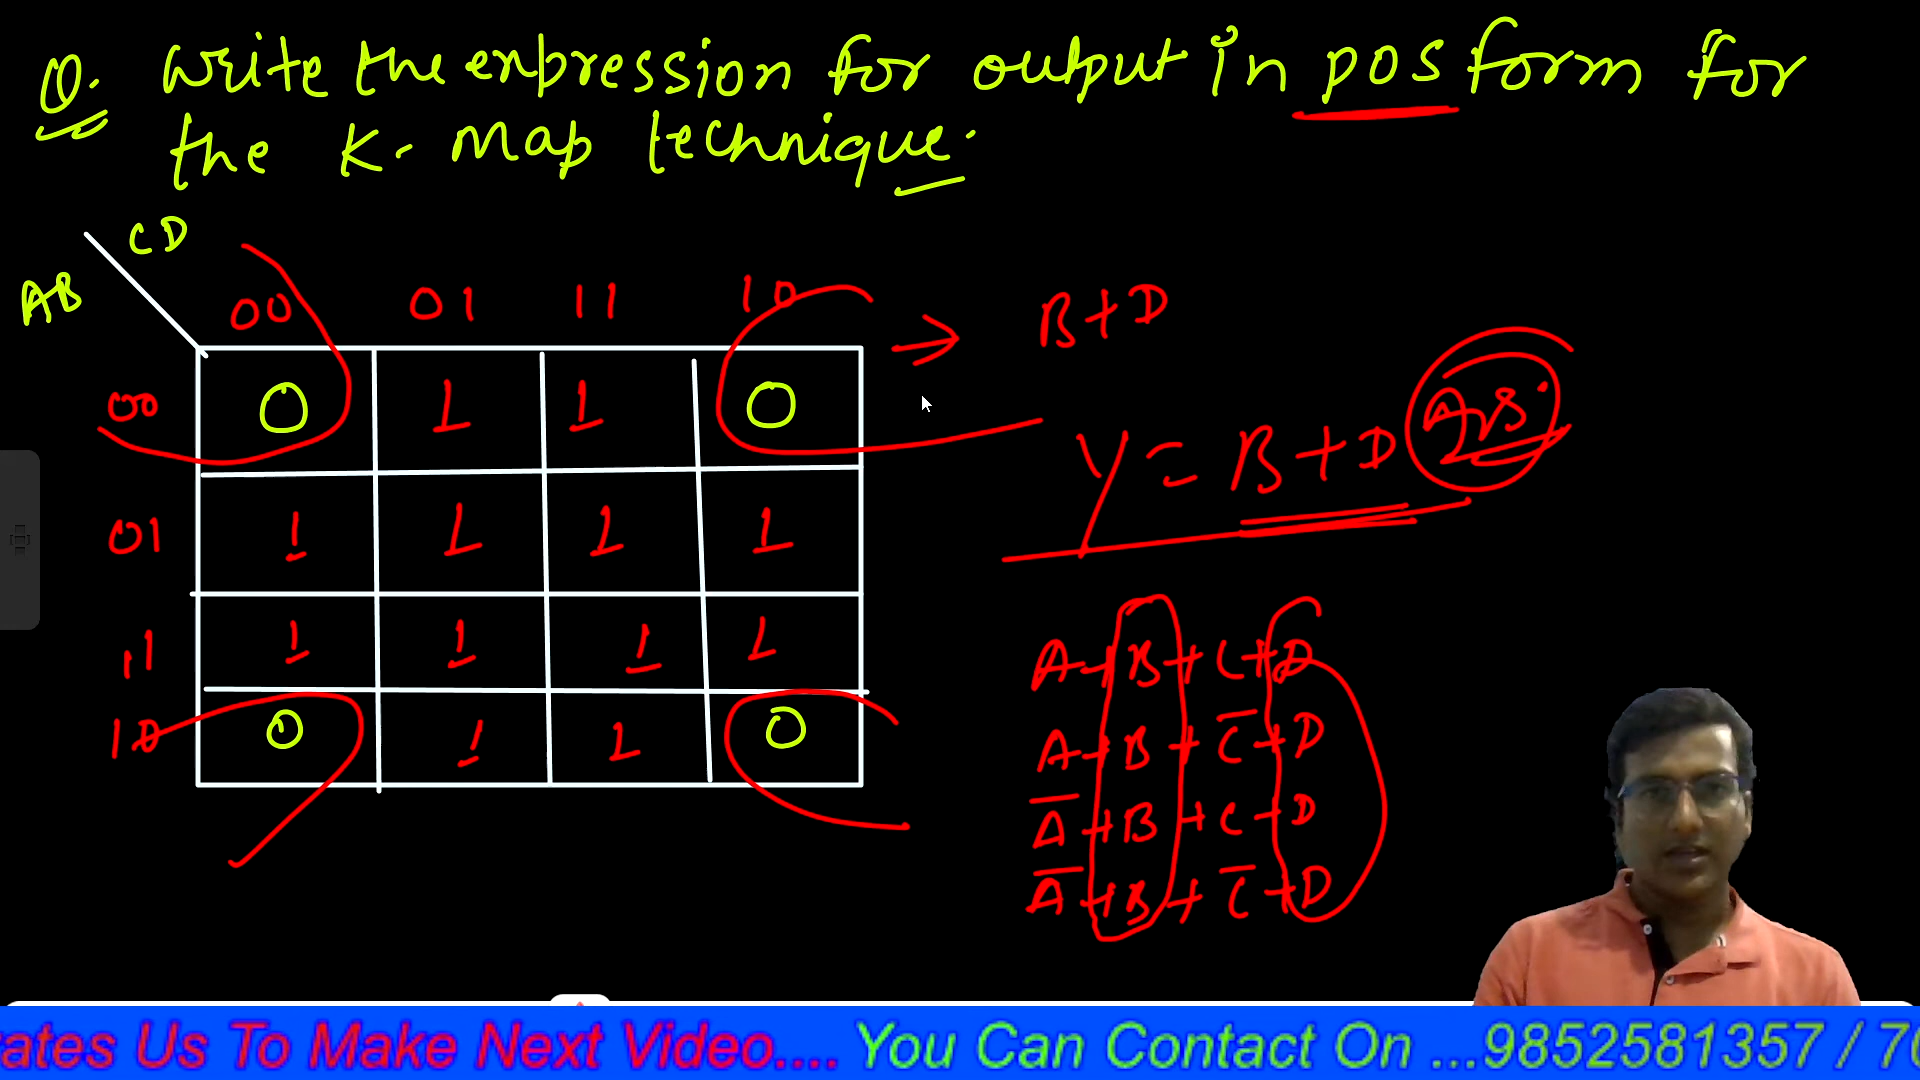 Q. Write the expression for output in POS form for
the K-Map technique.
CD
AB
00 01 11 10
00 0 1 1 0
01 1 1 1 1
11 1 1 1 1
10 0 1 1 0
→ B+D
Y = B+D Ans.
A+B+C+D
A+B+C̅+D
A̅+B+C+D
A̅+B+C̅+D
ates Us To Make Next Video.... You Can Contact On ...9852581357 / 70